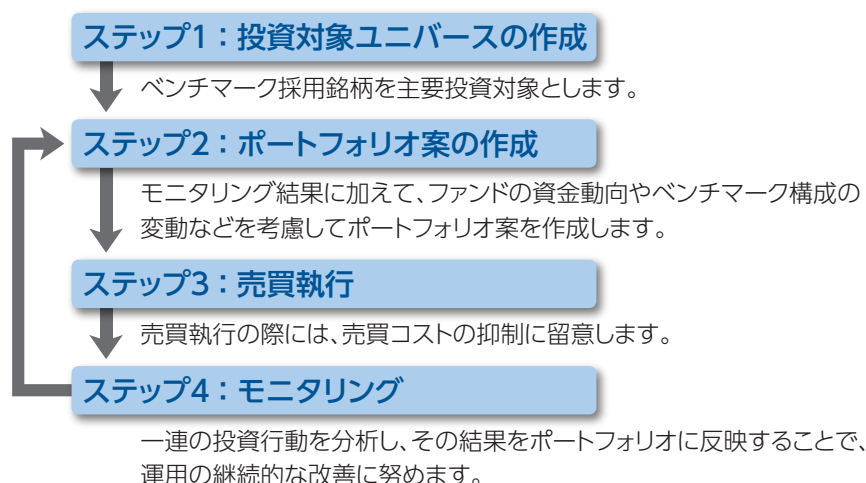 ステップ1：投資対象ユニバースの作成
ベンチマーク採用銘柄を主要投資対象とします。
ステップ2：ポートフォリオ案の作成
モニタリング結果に加えて、ファンドの資金動向やベンチマーク構成の
変動などを考慮してポートフォリオ案を作成します。
ステップ3：売買執行
売買執行の際には、売買コストの抑制に留意します。
ステップ4：モニタリング
一連の投資行動を分析し、その結果をポートフォリオに反映することで、
運用の継続的な改善に努めます。